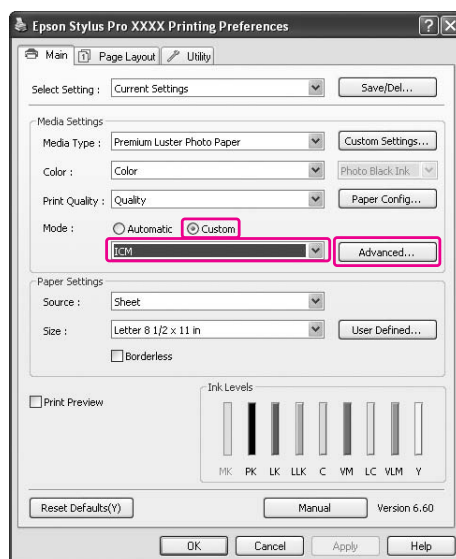 Epson Stylus Pro XXXX Printing Preferences
Main Page Layout Utility
Select Setting : Current Settings Save/Del...
Media Settings
Media Type : Premium Luster Photo Paper Custom Settings...
Color : Color Photo Black Ink
Print Quality : Quality Paper Config...
Mode : Automatic Custom
ICM Advanced...
Paper Settings
Source : Sheet
Size : Letter 8 1/2 x 11 in User Defined...
Borderless
Print Preview
Ink Levels
MK PK LK LLK C VM LC VLM Y
Reset Defaults(Y) Manual Version 6.60
OK Cancel Apply Help